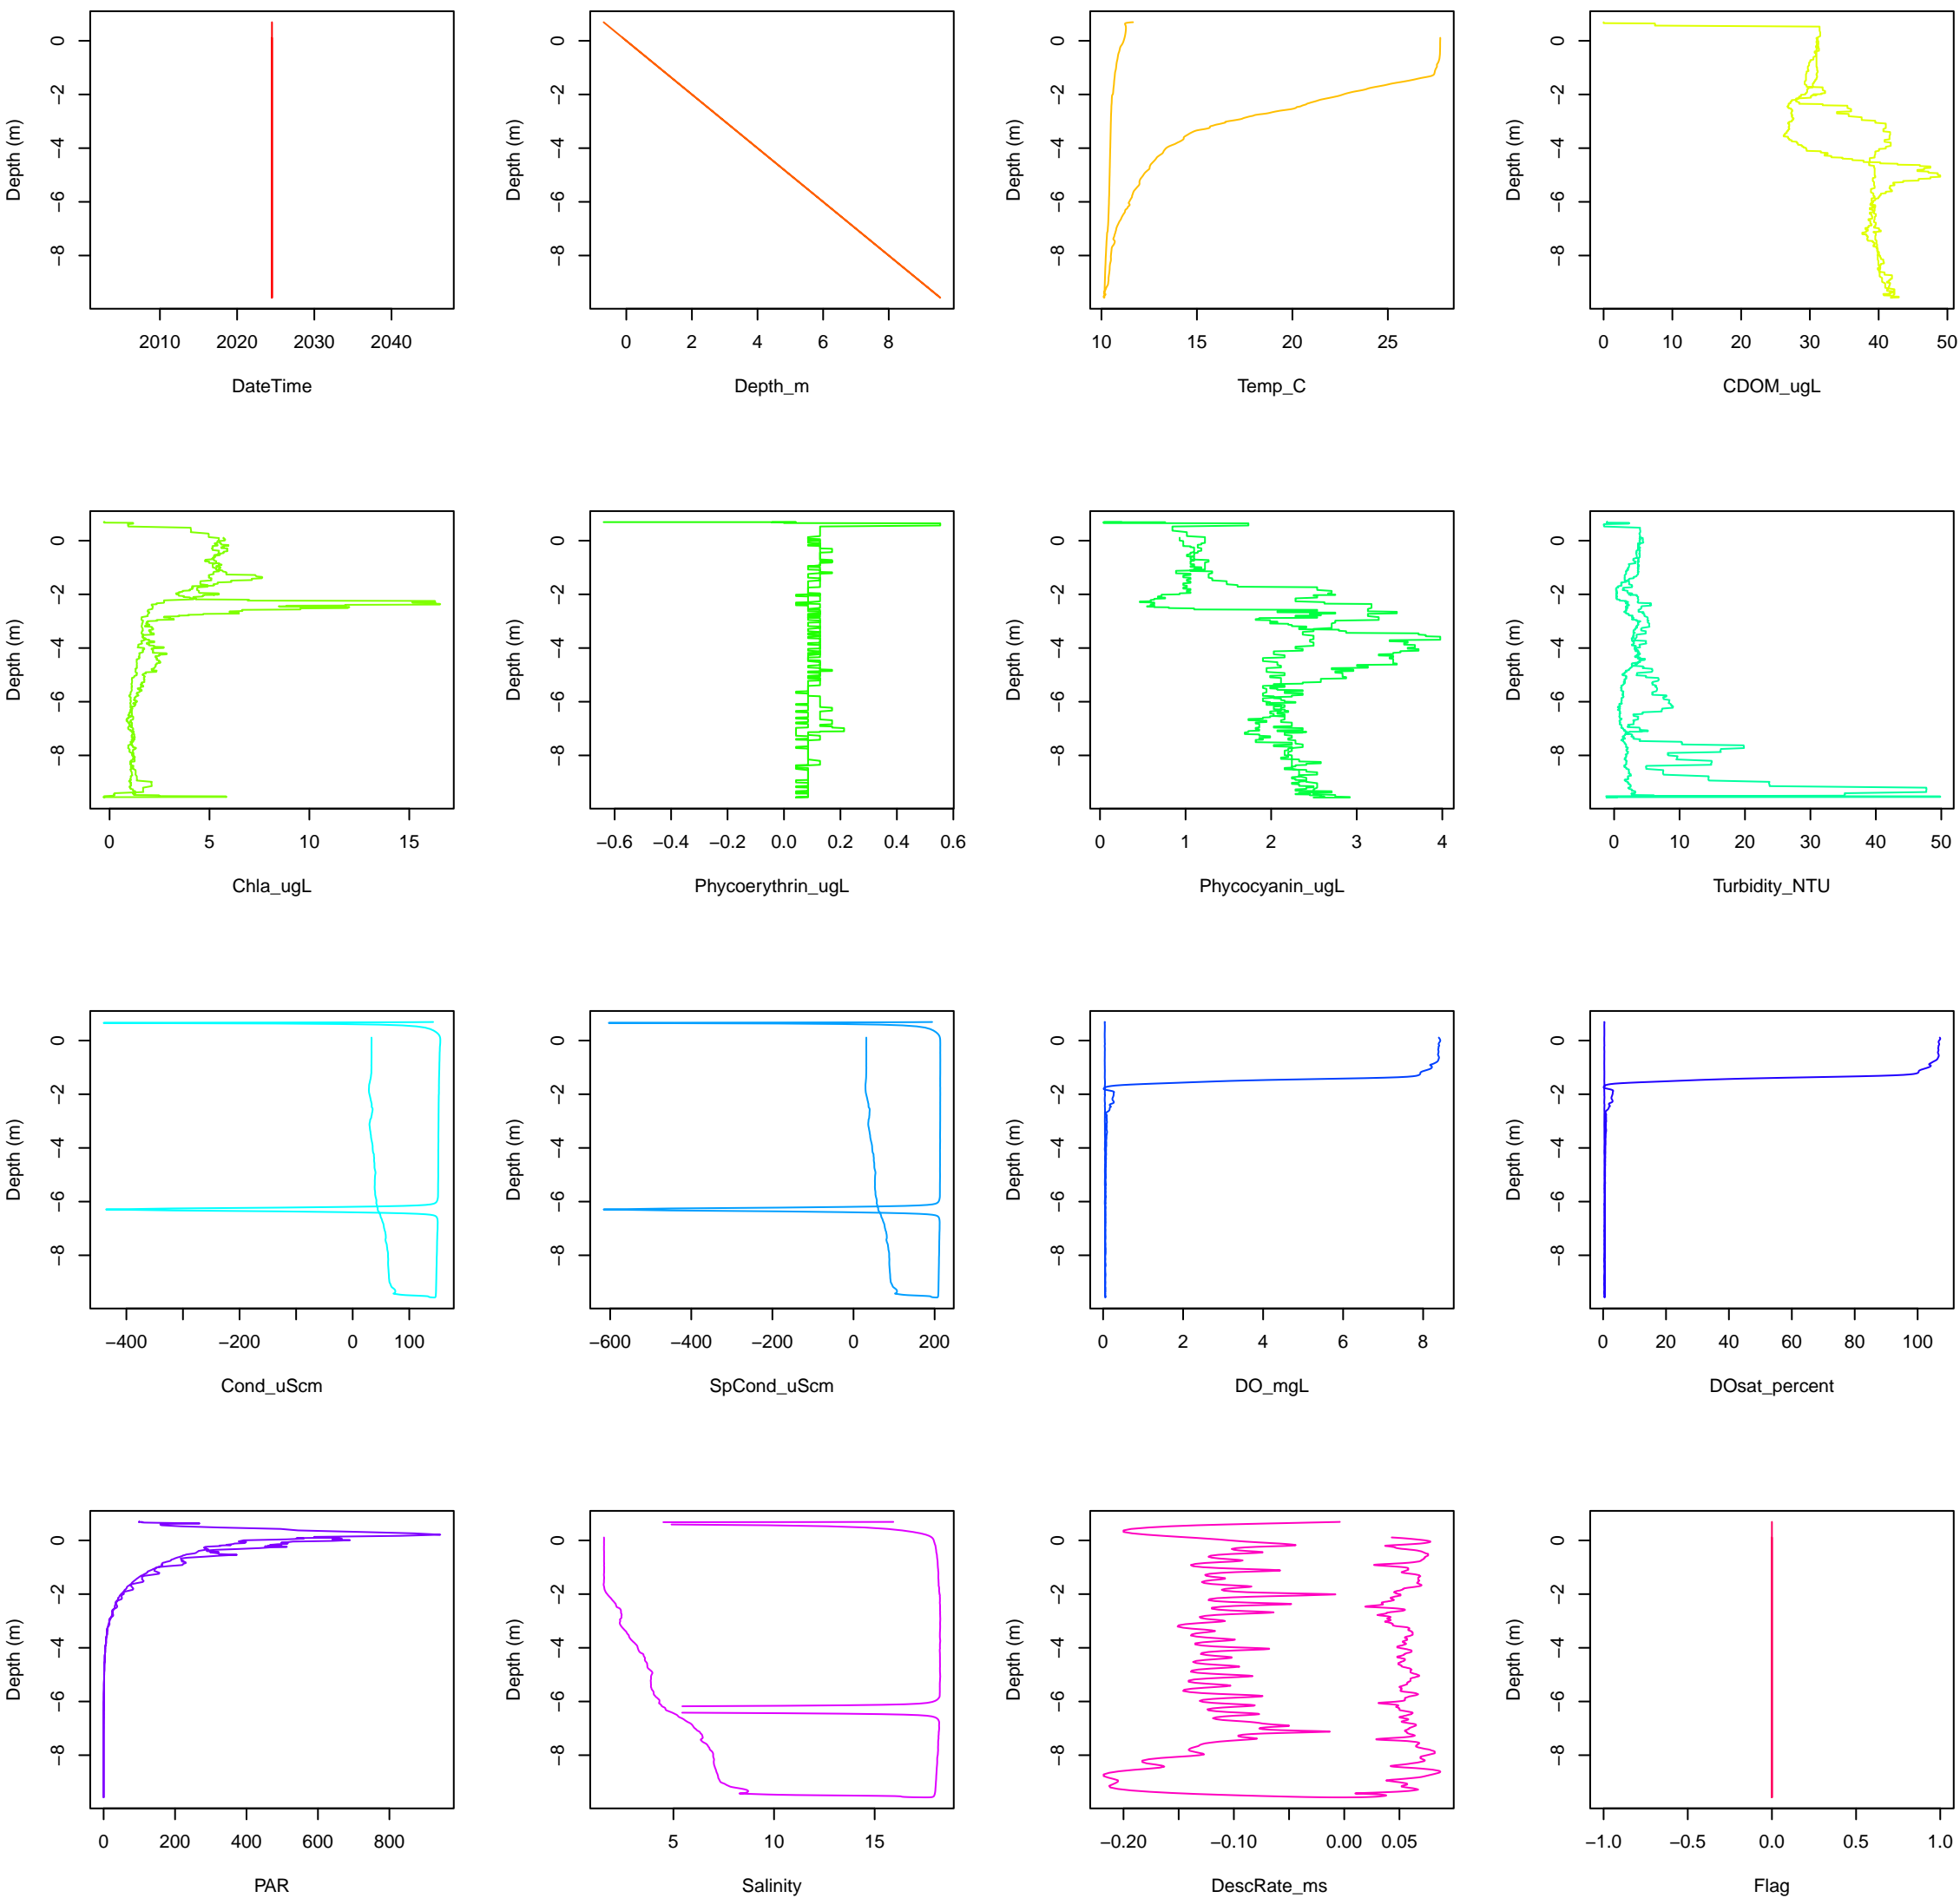 Depth (m)
0
−2
−4
−6
−8
2010 2020 2030 2040
DateTime
Depth (m)
0
−2
−4
−6
−8
0 2 4 6 8
Depth_m
Depth (m)
0
−2
−4
−6
−8
10 15 20 25
Temp_C
Depth (m)
0
−2
−4
−6
−8
0 10 20 30 40 50
CDOM_ugL
Depth (m)
0
−2
−4
−6
−8
0 5 10 15
Chla_ugL
Depth (m)
0
−2
−4
−6
−8
−0.6 −0.4 −0.2 0.0 0.2 0.4 0.6
Phycoerythrin_ugL
Depth (m)
0
−2
−4
−6
−8
0 1 2 3 4
Phycocyanin_ugL
Depth (m)
0
−2
−4
−6
−8
0 10 20 30 40 50
Turbidity_NTU
Depth (m)
0
−2
−4
−6
−8
−400 −200 0 100
Cond_uScm
Depth (m)
0
−2
−4
−6
−8
−600 −400 −200 0 200
SpCond_uScm
Depth (m)
0
−2
−4
−6
−8
0 2 4 6 8
DO_mgL
Depth (m)
0
−2
−4
−6
−8
0 20 40 60 80 100
DOsat_percent
Depth (m)
0
−2
−4
−6
−8
0 200 400 600 800
PAR
Depth (m)
0
−2
−4
−6
−8
5 10 15
Salinity
Depth (m)
0
−2
−4
−6
−8
−0.20 −0.10 0.00 0.05
DescRate_ms
Depth (m)
0
−2
−4
−6
−8
−1.0 −0.5 0.0 0.5 1.0
Flag